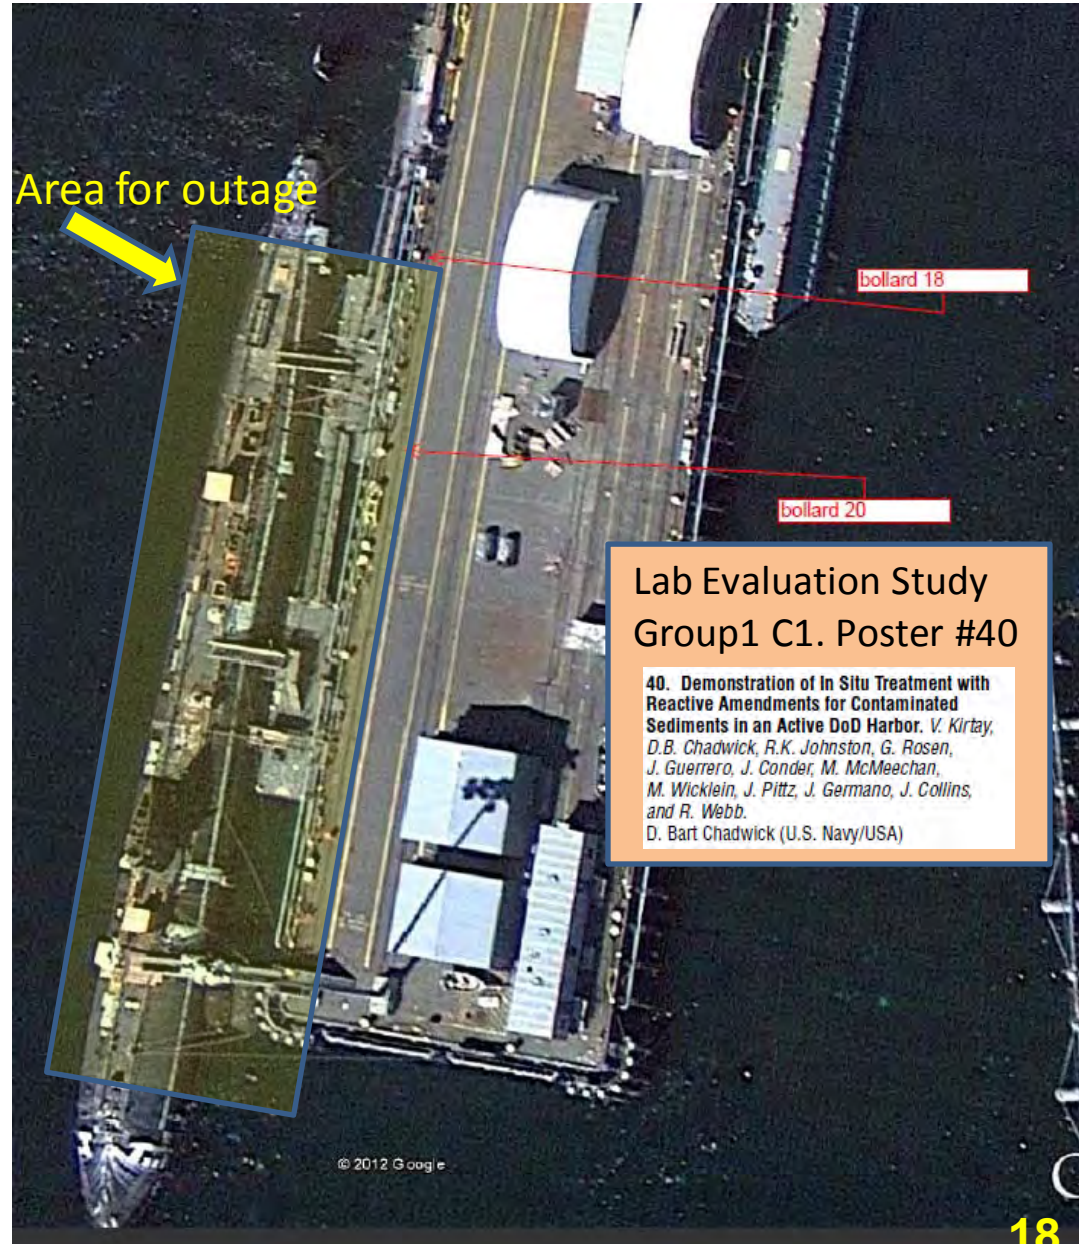 Area for outage
bollard 18
bollard 20
Lab Evaluation Study
Group1 C1. Poster #40
40. Demonstration of In Situ Treatment with
Reactive Amendments for Contaminated
Sediments in an Active DoD Harbor. V. Kirtay,
D.B. Chadwick, R.K. Johnston, G. Rosen,
J. Guerrero, J. Conder, M. McMeechan,
M. Wicklein, J. Pittz, J. Germano, J. Collins,
and R. Webb.
D. Bart Chadwick (U.S. Navy/USA)
© 2012 Google
18